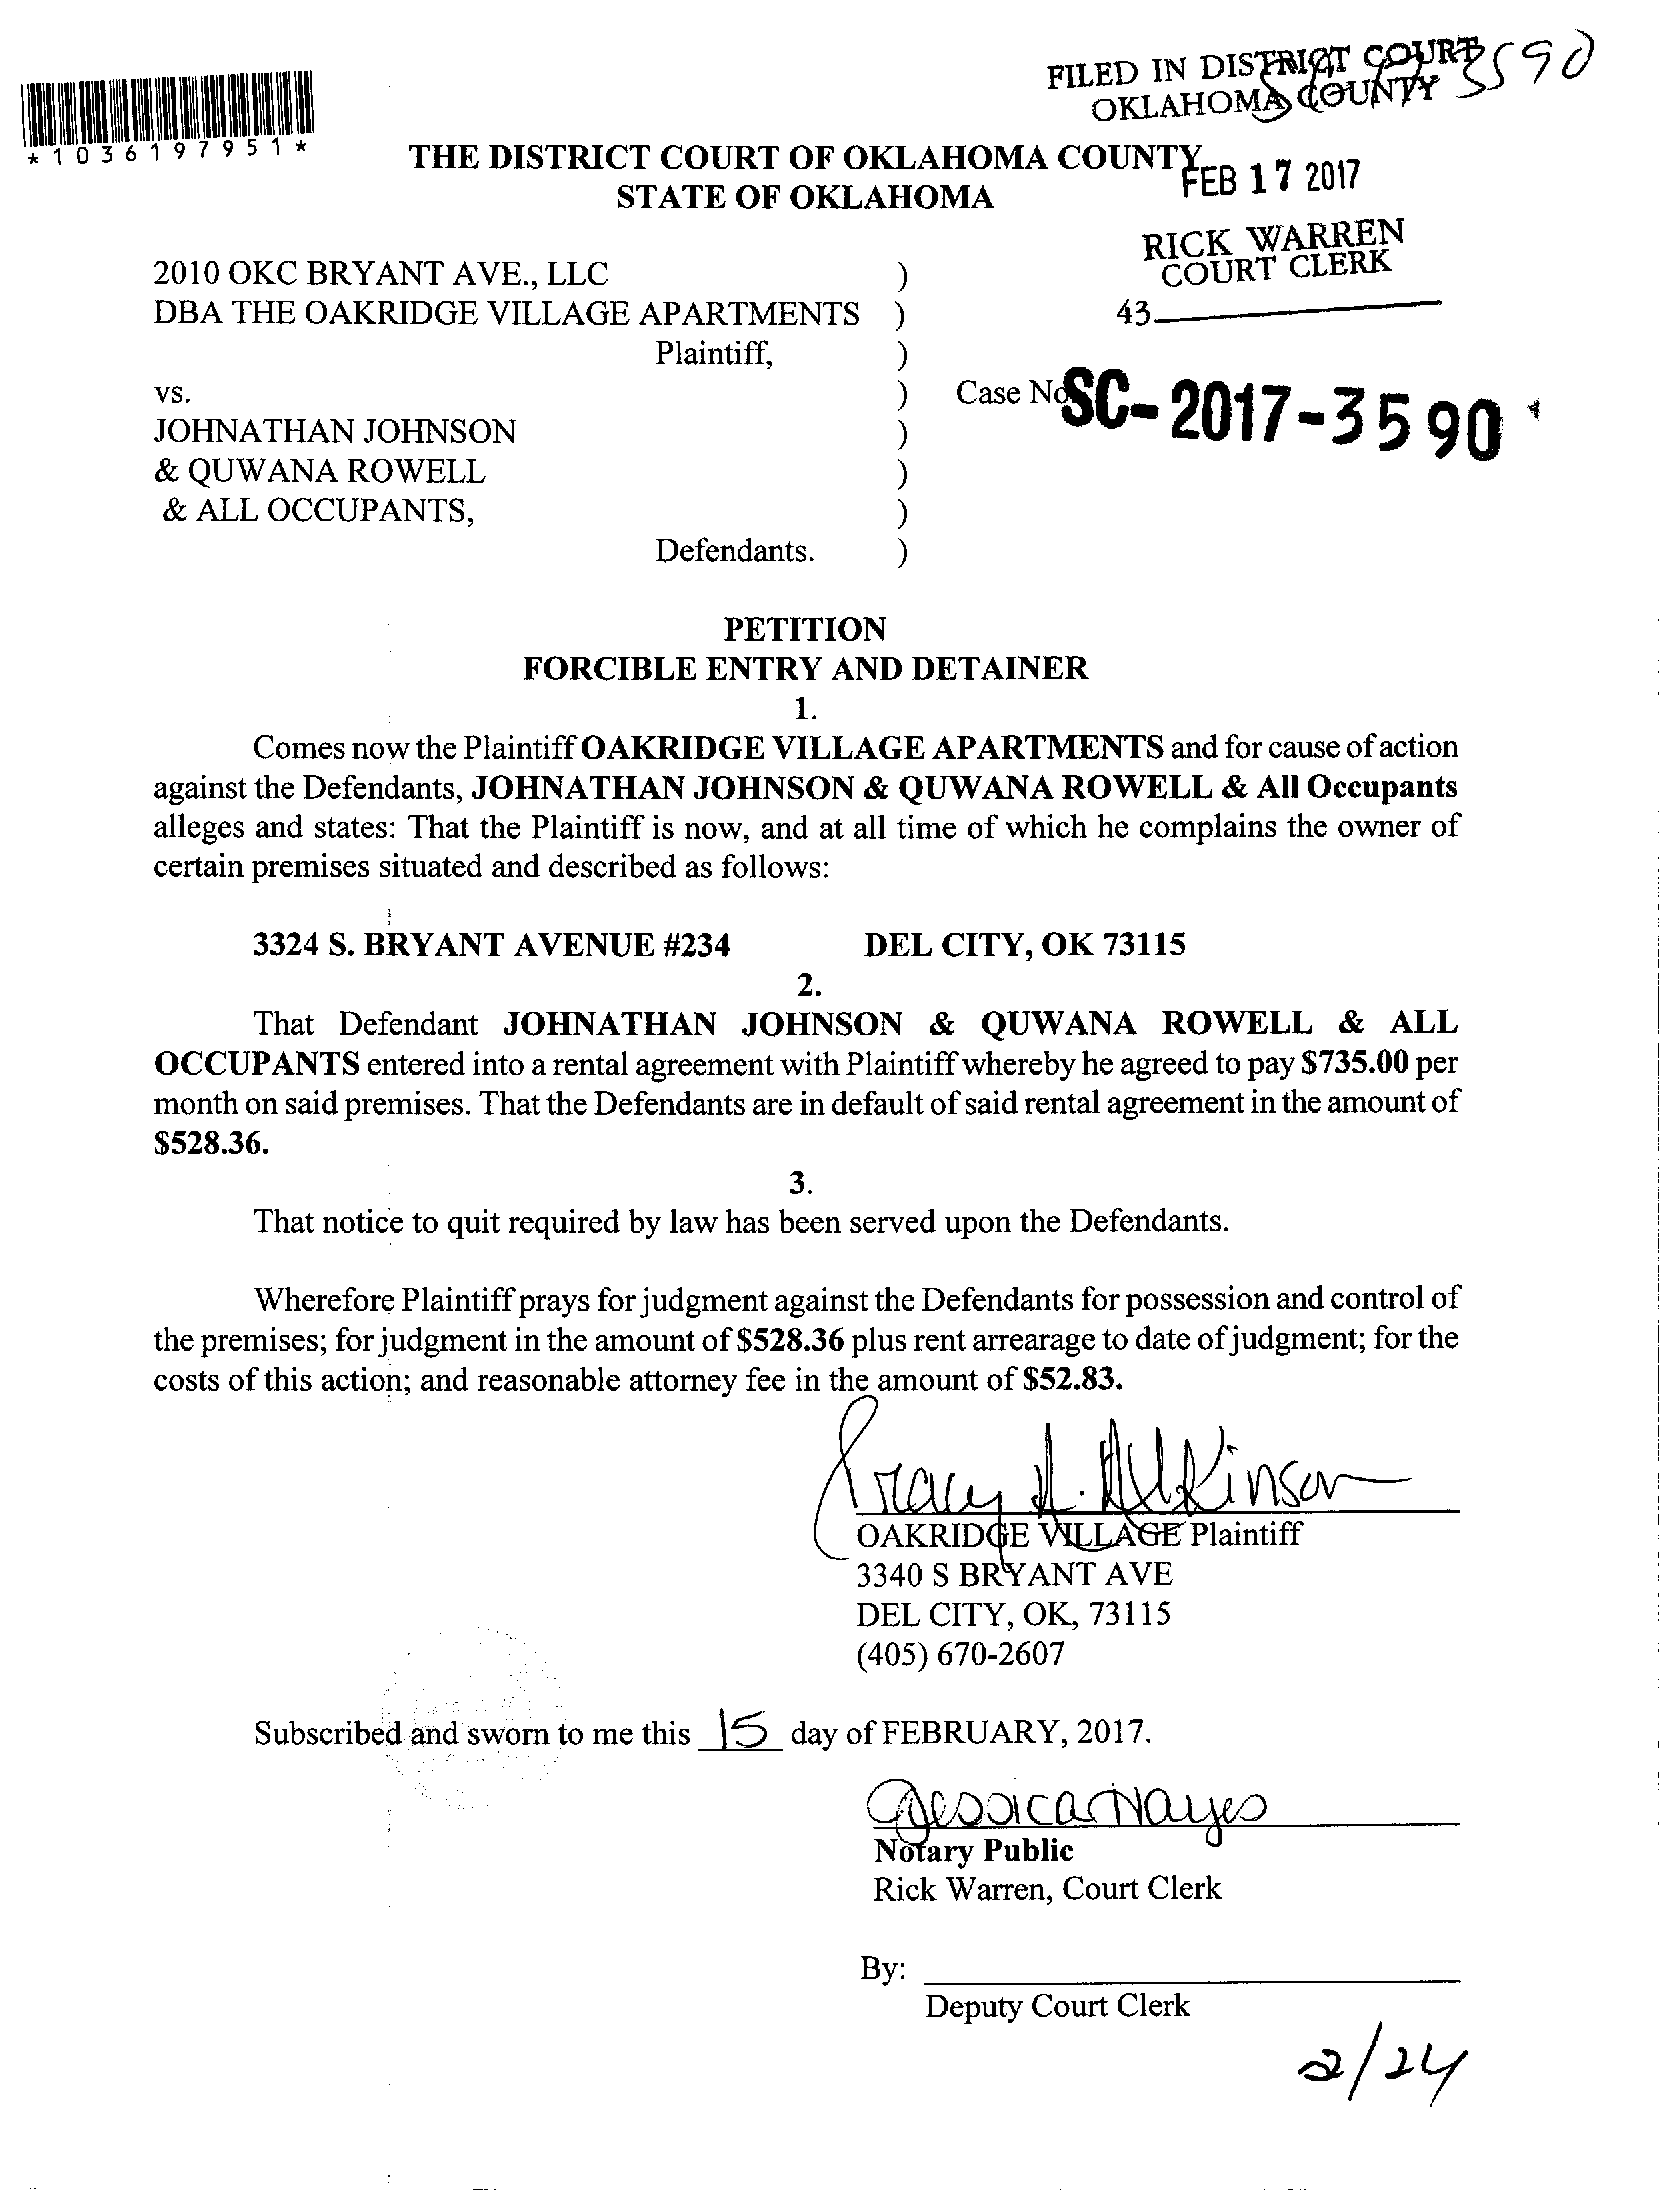 FILED IN DISTRICT COURT
OKLAHOMA COUNTY
3590
*1036197951*
THE DISTRICT COURT OF OKLAHOMA COUNTY
STATE OF OKLAHOMA
FEB 17 2017
RICK WARREN
COURT CLERK
43
2010 OKC BRYANT AVE., LLC )
DBA THE OAKRIDGE VILLAGE APARTMENTS )
Plaintiff, )
vs. ) Case No SC-2017-3590
JOHNATHAN JOHNSON )
& QUWANA ROWELL )
& ALL OCCUPANTS, )
Defendants. )
PETITION
FORCIBLE ENTRY AND DETAINER
1.
Comes now the Plaintiff OAKRIDGE VILLAGE APARTMENTS and for cause of action
against the Defendants, JOHNATHAN JOHNSON & QUWANA ROWELL & All Occupants
alleges and states: That the Plaintiff is now, and at all time of which he complains the owner of
certain premises situated and described as follows:
3324 S. BRYANT AVENUE #234 DEL CITY, OK 73115
2.
That Defendant JOHNATHAN JOHNSON & QUWANA ROWELL & ALL
OCCUPANTS entered into a rental agreement with Plaintiff whereby he agreed to pay $735.00 per
month on said premises. That the Defendants are in default of said rental agreement in the amount of
$528.36.
3.
That notice to quit required by law has been served upon the Defendants.
Wherefore Plaintiff prays for judgment against the Defendants for possession and control of
the premises; for judgment in the amount of $528.36 plus rent arrearage to date of judgment; for the
costs of this action; and reasonable attorney fee in the amount of $52.83.
Tracy A. Atkinson
OAKRIDGE VILLAGE Plaintiff
3340 S BRYANT AVE
DEL CITY, OK, 73115
(405) 670-2607
Subscribed and sworn to me this 15 day of FEBRUARY, 2017.
Jessica Hayes
Notary Public
Rick Warren, Court Clerk
By:
Deputy Court Clerk
2/24